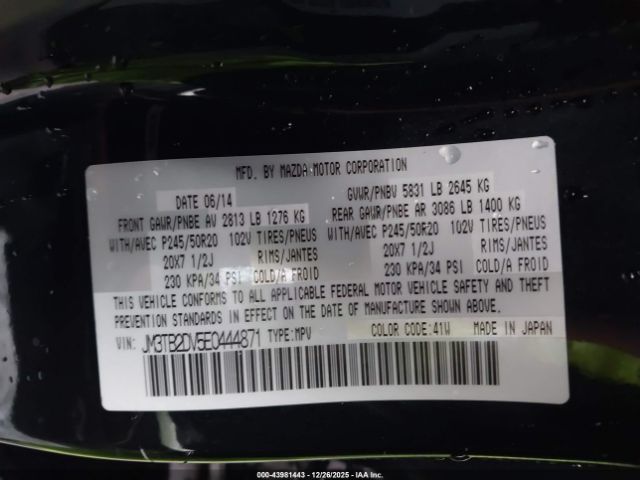 MFD. BY MAZDA MOTOR CORPORATION
DATE 06/14 GVWR/PNBV 5831 LB 2645 KG
FRONT GAWR/PNBE AV 2813 LB 1276 KG REAR GAWR/PNBE AR 3086 LB 1400 KG
WITH/AVEC P245/50R20 102V TIRES/PNEUS WITH/AVEC P245/50R20 102V TIRES/PNEUS
20X7 1/2J RIMS/JANTES 20X7 1/2J RIMS/JANTES
230 KPA/34 PSI COLD/A FROID 230 KPA/34 PSI COLD/A FROID
THIS VEHICLE CONFORMS TO ALL APPLICABLE FEDERAL MOTOR VEHICLE SAFETY AND THEFT
PREVENTION STANDARDS IN EFFECT ON THE DATE OF MANUFACTURE SHOWN ABOVE.
VIN: JM3TB2DV5E0444871 TYPE:MPV COLOR CODE:41W MADE IN JAPAN
000-43981443 - 12/26/2025 - IAA Inc.